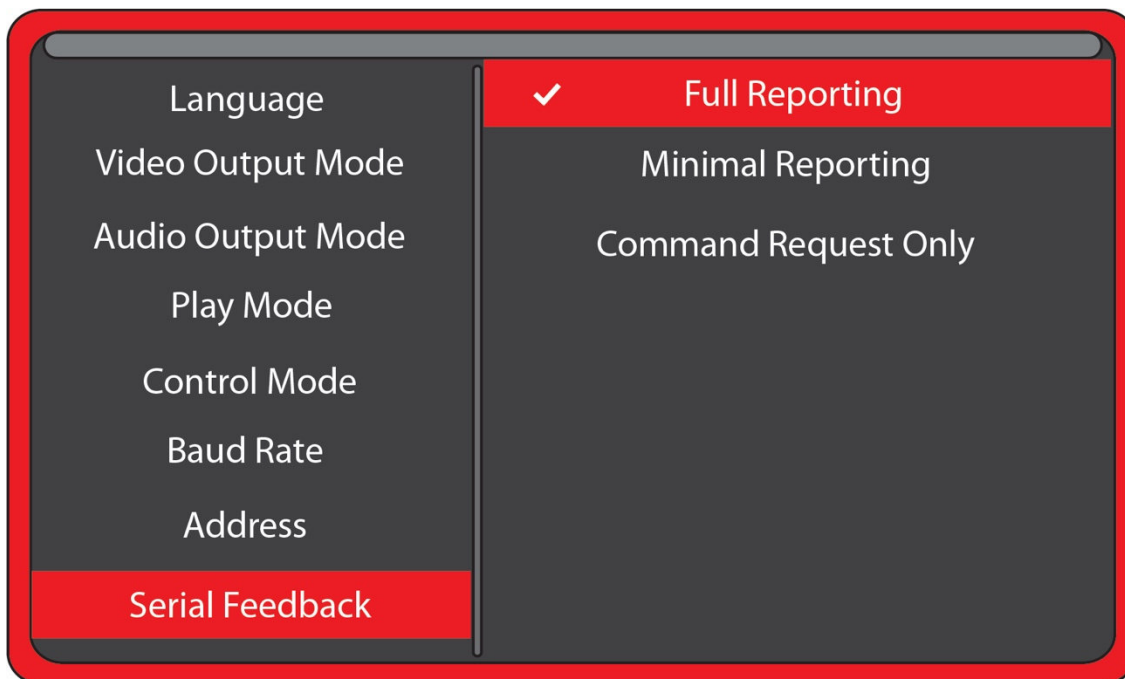 Language
Video Output Mode
Audio Output Mode
Play Mode
Control Mode
Baud Rate
Address
Serial Feedback
Full Reporting
Minimal Reporting
Command Request Only